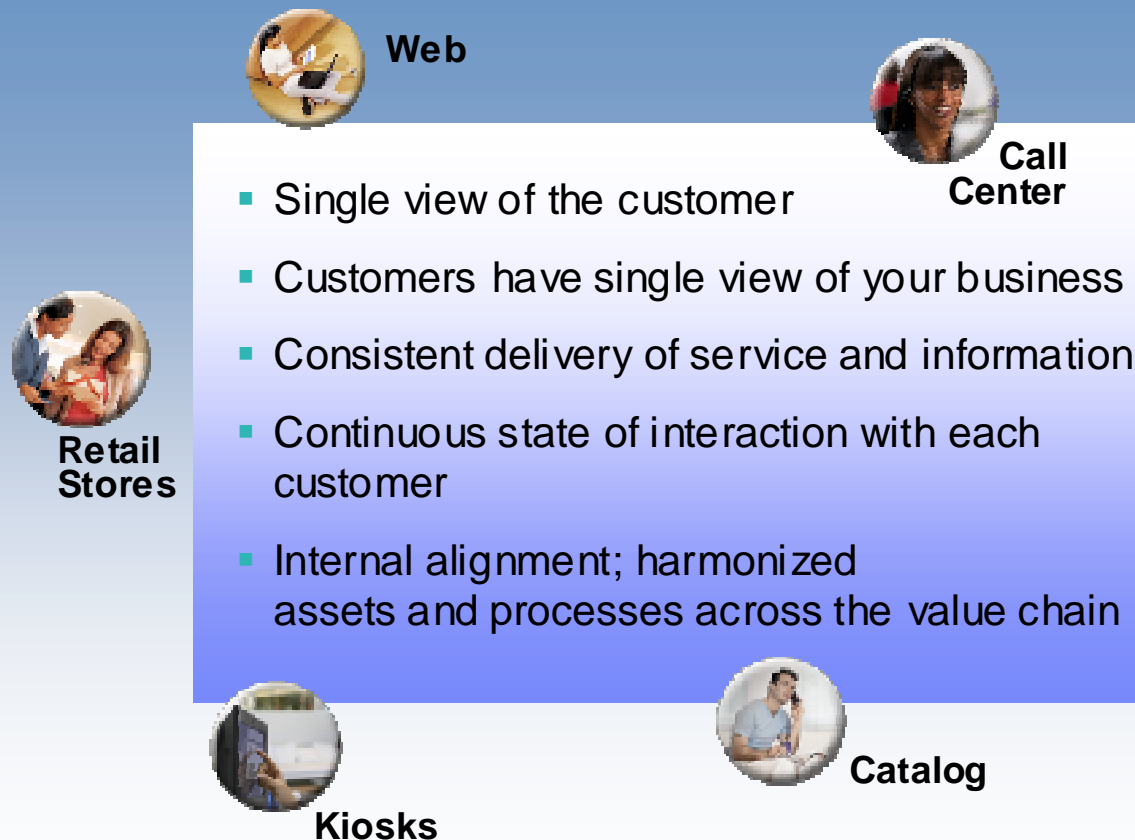 Web
Call
Center
Single view of the customer
Customers have single view of your business
Consistent delivery of service and information
Retail
Stores
Continuous state of interaction with each
customer
Internal alignment; harmonized
assets and processes across the value chain
Catalog
Kiosks